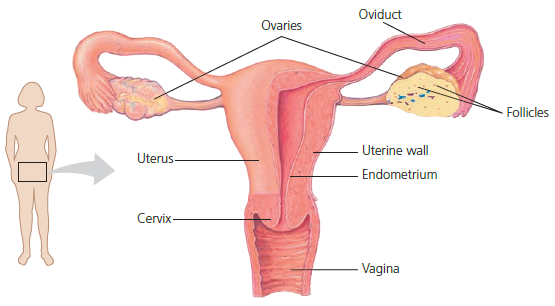 Oviduct
Ovaries
Follicles
Uterine wall
Uterus
Endometrium
Cervix
Vagina